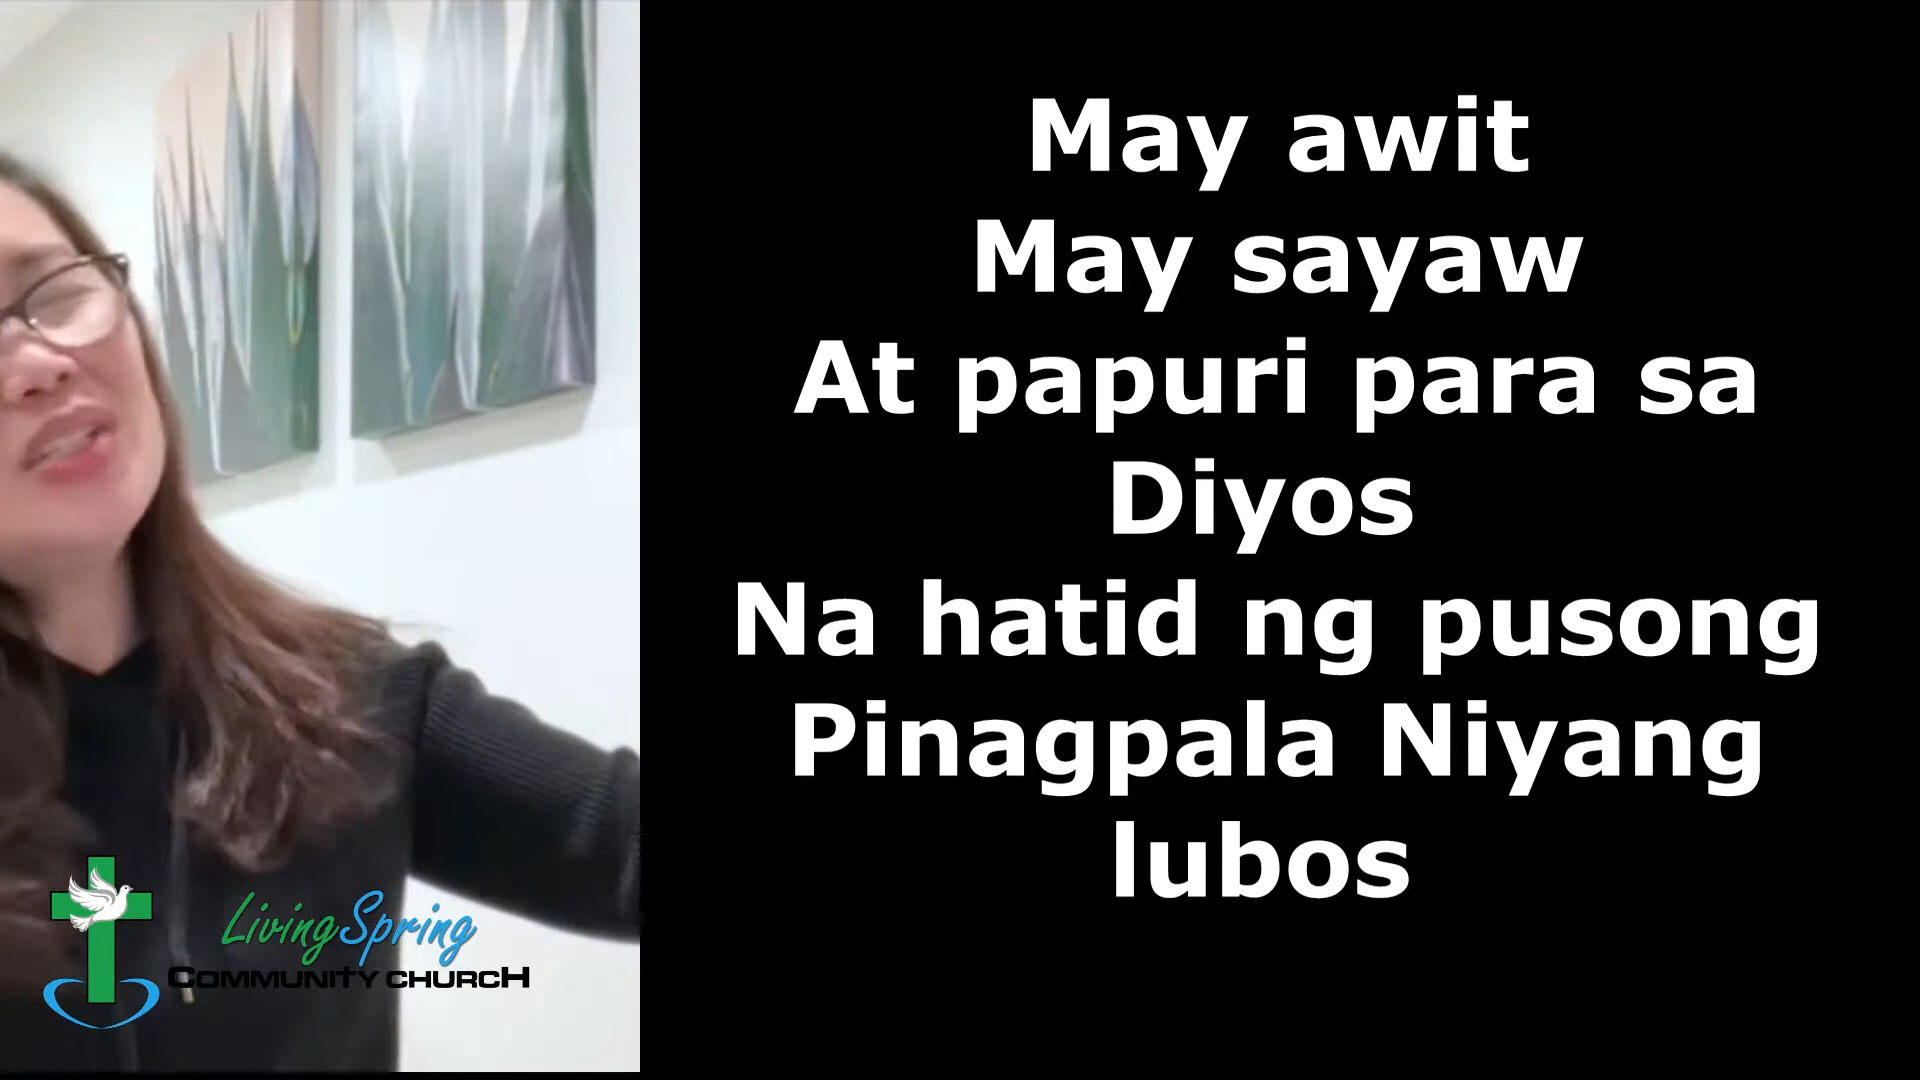 May awit
May sayaw
At papuri para sa
Diyos
Na hatid ng pusong
Pinagpala Niyang
lubos
LivingSpring
COMMUNITY CHURCH